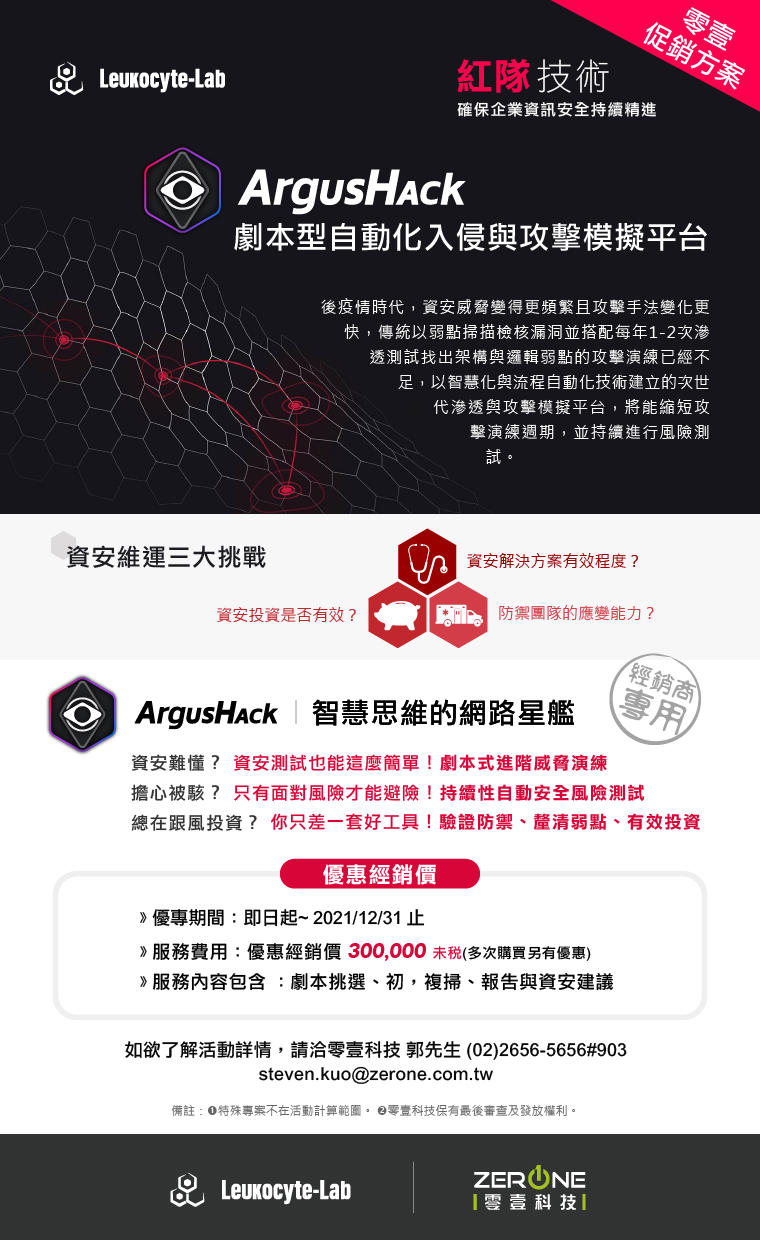 零壹
促銷方案
Leukocyte-Lab
紅隊技術
確保企業資訊安全持續精進
ArgusHack
劇本型自動化入侵與攻擊模擬平台
後疫情時代，資安威脅變得更頻繁且攻擊手法變化更
快，傳統以弱點掃描檢核漏洞並搭配每年1-2次滲
透測試找出架構與邏輯弱點的攻擊演練已經不
足，以智慧化與流程自動化技術建立的次世
代滲透與攻擊模擬平台，將能縮短攻
擊演練週期，並持續進行風險測
試。
資安維運三大挑戰
資安解決方案有效程度？
資安投資是否有效？
防禦團隊的應變能力？
經銷商
專用
ArgusHack｜智慧思維的網路星艦
資安難懂？ 資安測試也能這麼簡單！劇本式進階威脅演練
擔心被駭？ 只有面對風險才能避險！持續性自動安全風險測試
總在跟風投資？ 你只差一套好工具！驗證防禦、釐清弱點、有效投資
優惠經銷價
》優專期間：即日起~ 2021/12/31 止
》服務費用：優惠經銷價 300,000 未稅(多次購買另有優惠)
》服務內容包含 ：劇本挑選、初，複掃、報告與資安建議
如欲了解活動詳情，請洽零壹科技 郭先生 (02)2656-5656#903
steven.kuo@zerone.com.tw
備註：❶特殊專案不在活動計算範圍。 ❷零壹科技保有最後審查及發放權利。
Leukocyte-Lab
ZERONE
零壹科技